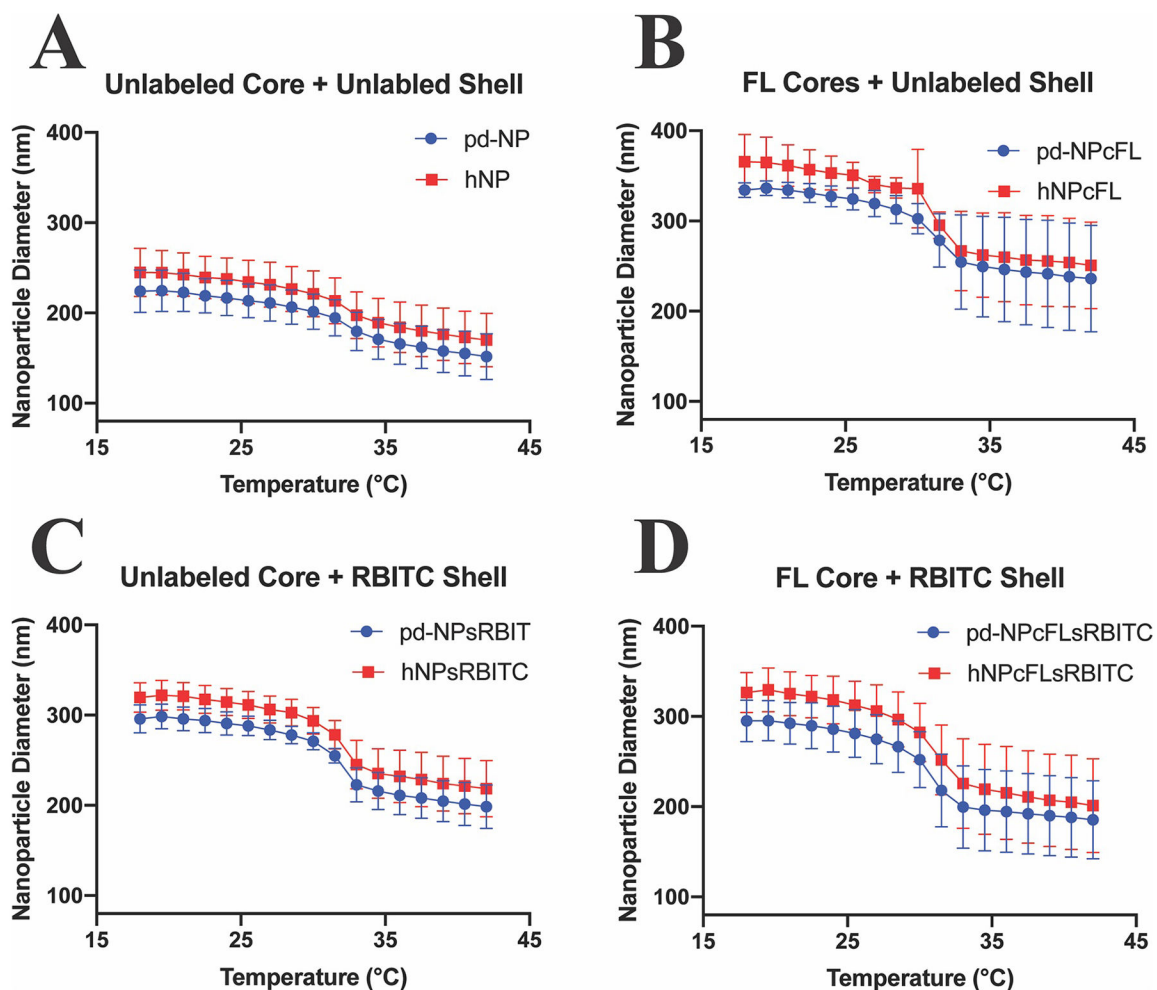 A
Unlabeled Core + Unlabled Shell
Nanoparticle Diameter (nm)
400
300
200
100
15
25
35
45
Temperature (°C)
pd-NP
hNP
B
FL Cores + Unlabeled Shell
Nanoparticle Diameter (nm)
400
300
200
100
15
25
35
45
Temperature (°C)
pd-NPcFL
hNPcFL
C
Unlabeled Core + RBITC Shell
Nanoparticle Diameter (nm)
400
300
200
100
15
25
35
45
Temperature (°C)
pd-NPsRBIT
hNPsRBITC
D
FL Core + RBITC Shell
Nanoparticle Diameter (nm)
400
300
200
100
15
25
35
45
Temperature (°C)
pd-NPcFLsRBITC
hNPcFLsRBITC